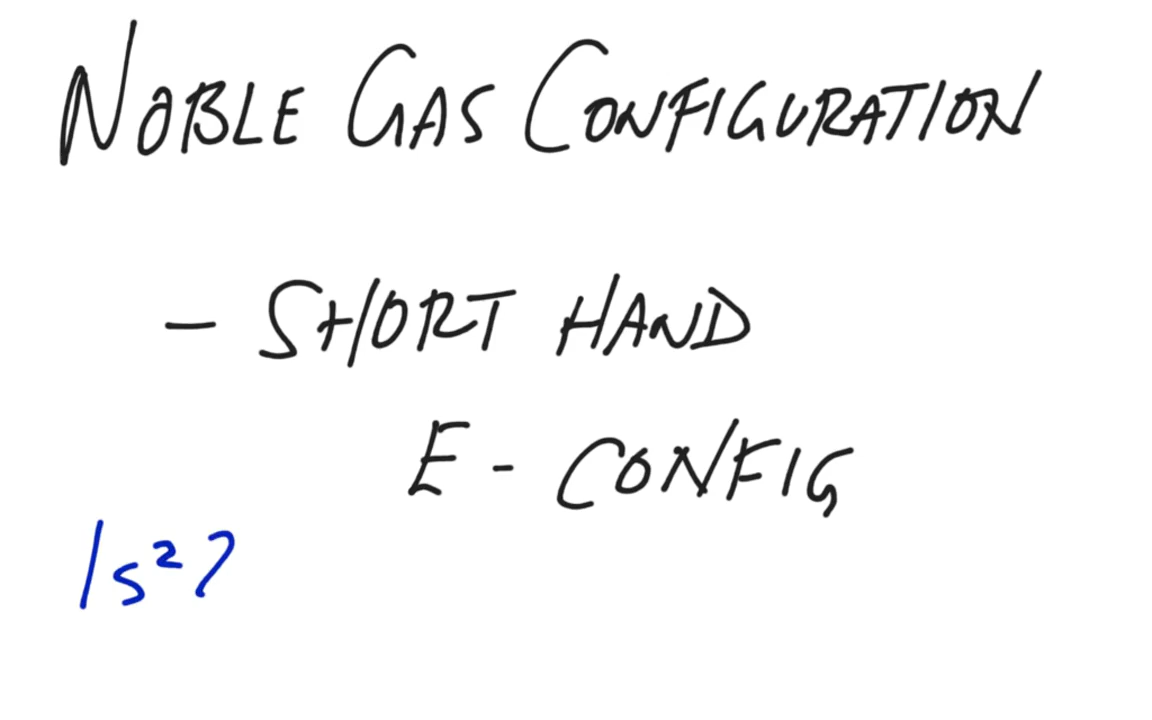 NOBLE GAS CONFIGURATION
- SHORT HAND
E - CONFIG
1s²